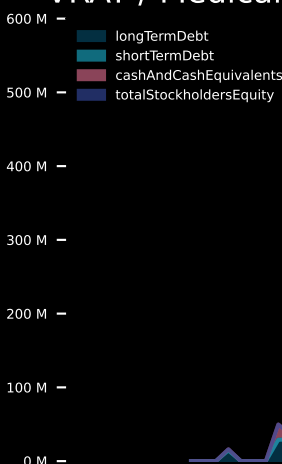 600 M
longTermDebt
shortTermDebt
cashAndCashEquivalents
totalStockholdersEquity
500 M
400 M
300 M
200 M
100 M
0 M